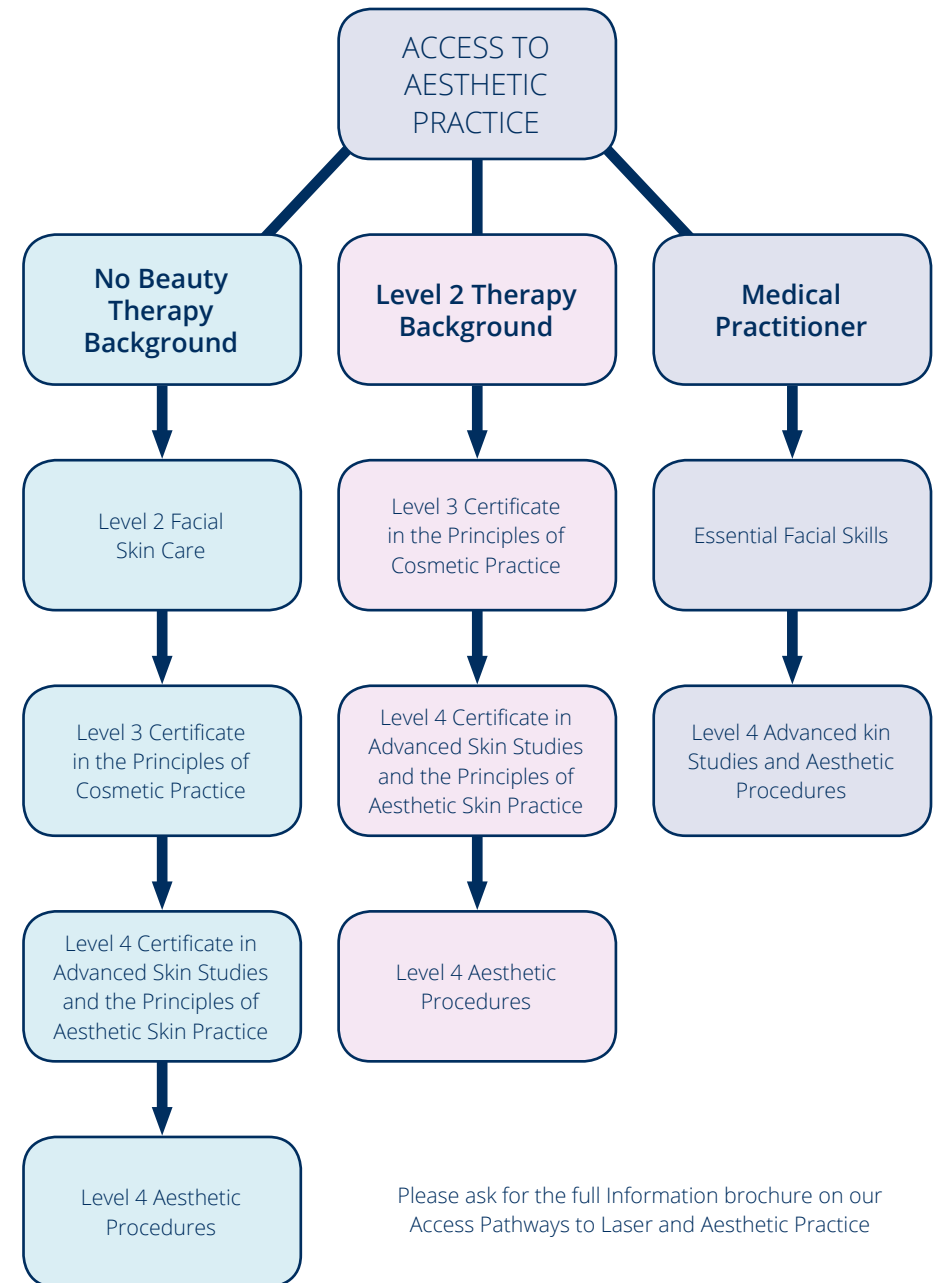 ACCESS TO
AESTHETIC
PRACTICE
No Beauty
Therapy
Background
Level 2 Therapy
Background
Medical
Practitioner
Level 2 Facial
Skin Care
Level 3 Certificate
in the Principles of
Cosmetic Practice
Essential Facial Skills
Level 3 Certificate
in the Principles of
Cosmetic Practice
Level 4 Certificate in
Advanced Skin Studies
and the Principles of
Aesthetic Skin Practice
Level 4 Advanced kin
Studies and Aesthetic
Procedures
Level 4 Certificate in
Advanced Skin Studies
and the Principles of
Aesthetic Skin Practice
Level 4 Aesthetic
Procedures
Level 4 Aesthetic
Procedures
Please ask for the full Information brochure on our
Access Pathways to Laser and Aesthetic Practice